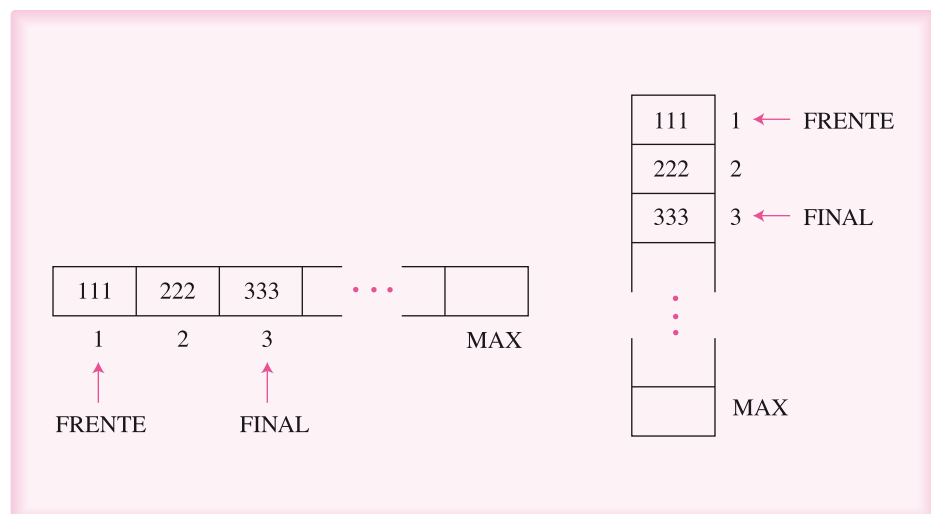 111 222 333
1 2 3 MAX
FRENTE FINAL
111 1 FRENTE
222 2
333 3 FINAL
MAX